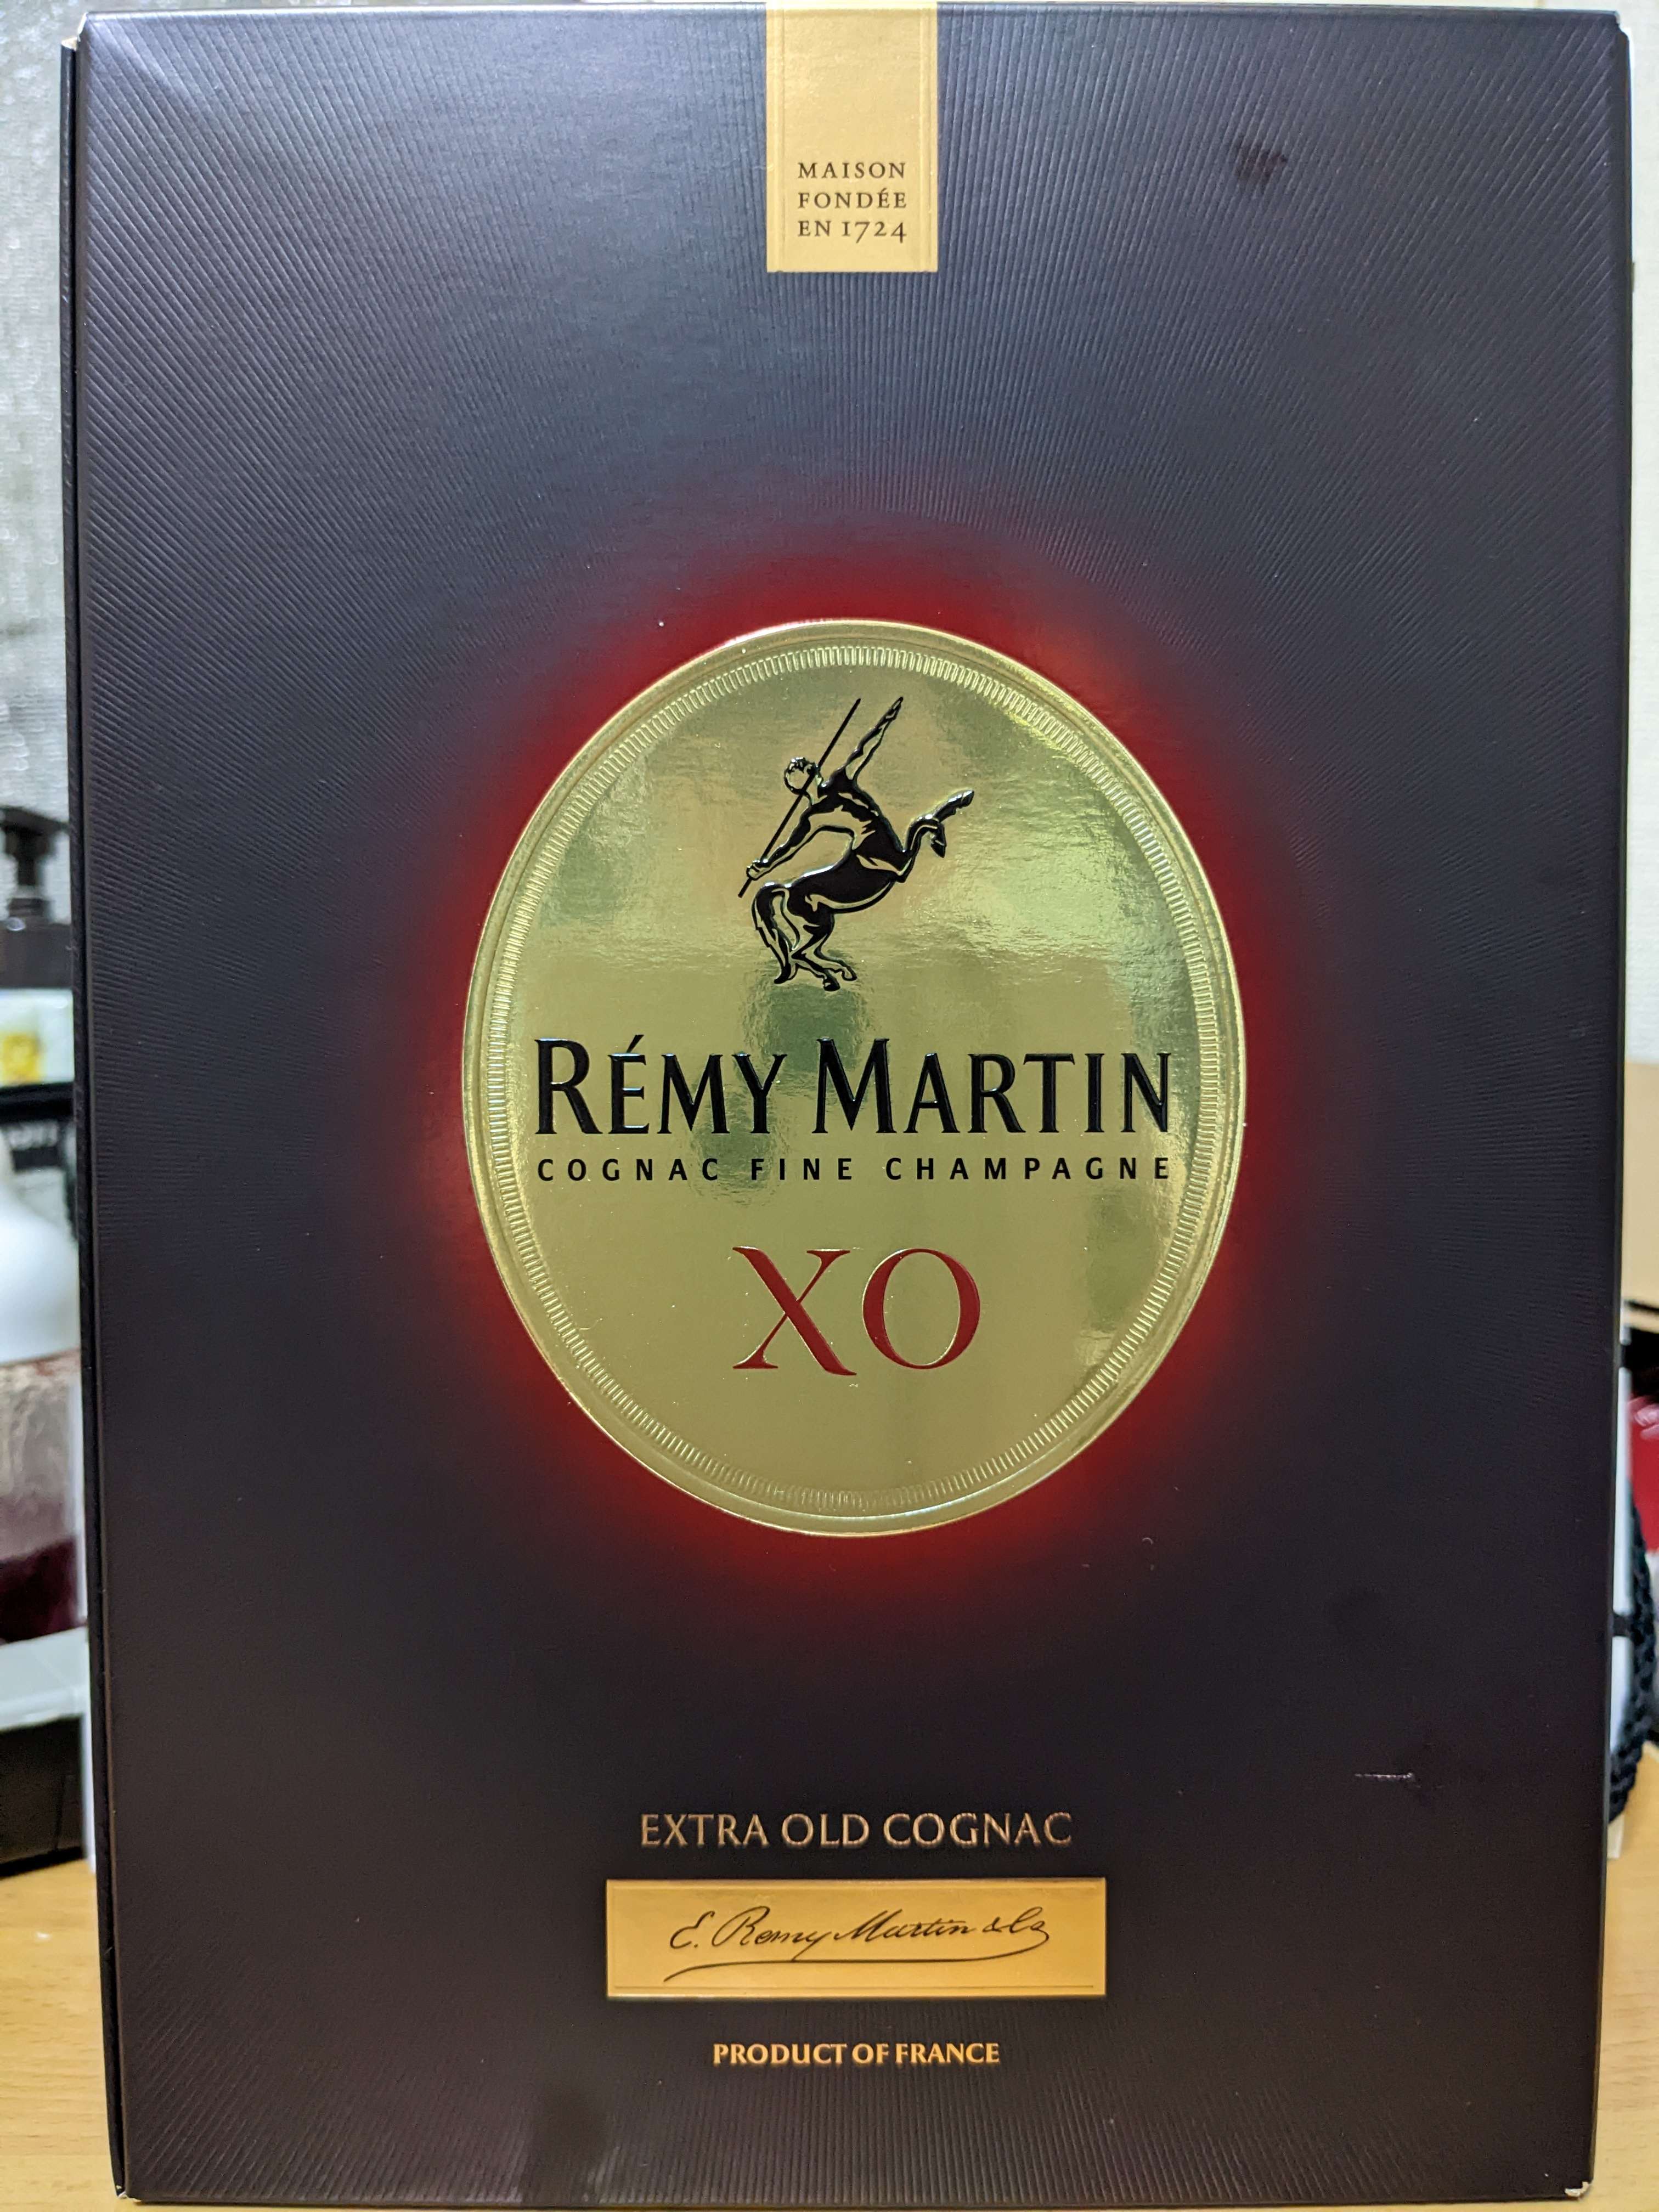 MAISON
FONDÉE
EN 1724
RÉMY MARTIN
COGNAC FINE CHAMPAGNE
XO
EXTRA OLD COGNAC
E. Remy Martin & Co
PRODUCT OF FRANCE